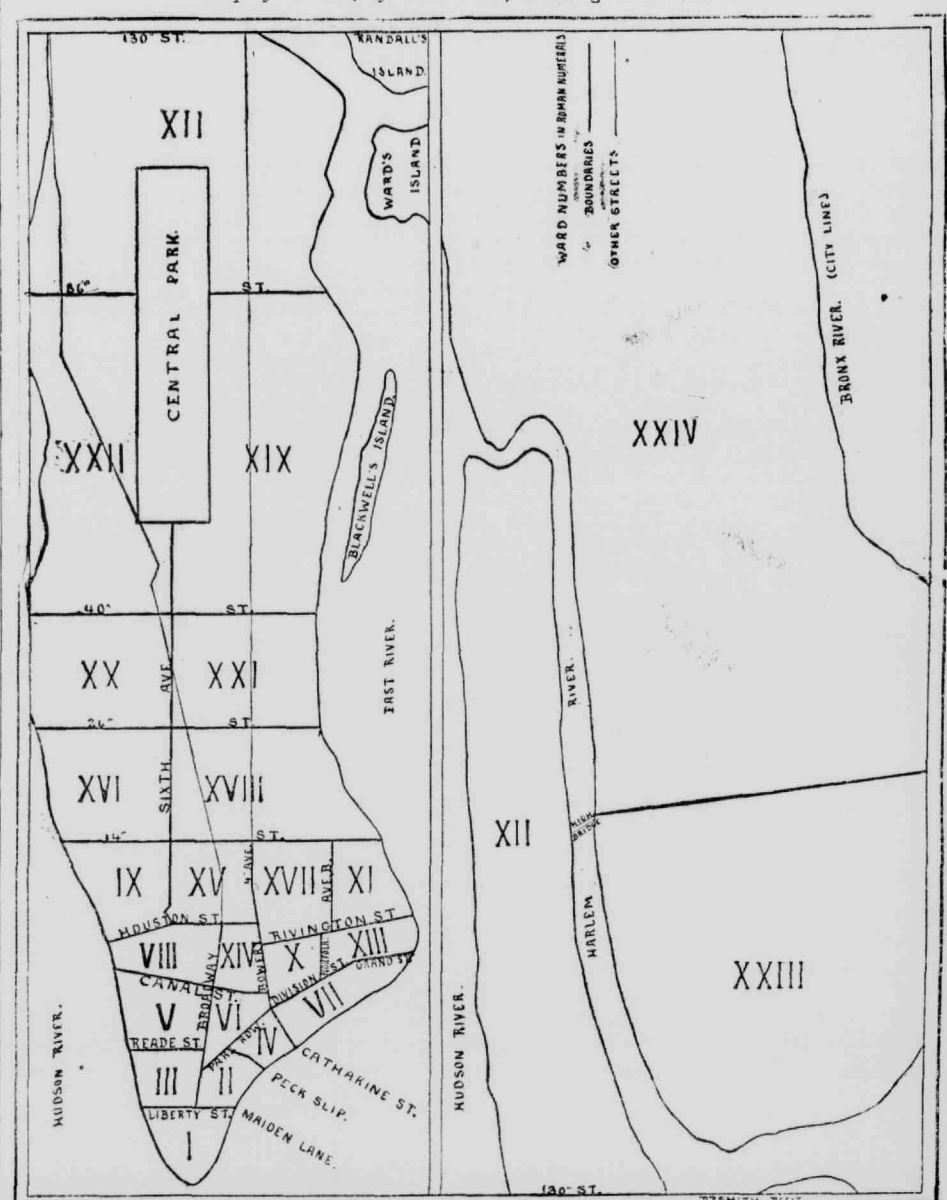 130" ST.
RANDALL'S
ISLAND.
XII
WARD'S
ISLAND
CENTRAL PARK.
86" ST.
XXII
XIX
BLACKWELL'S ISLAND.
40" ST.
XX
AVE
XXI
EAST RIVER.
26" ST.
XVI
SIXTH
XVIII
14" ST.
IX
XV
4" AVE.
XVII
AVE. B.
XI
HOUSTON ST.
RIVINGTON ST
VIII
BROADWAY
XIV
BOWERY
X
XIII
DIVISION ST.
GRAND ST.
CANAL ST.
V
VI
VII
READE ST.
PARK ROW.
IV
CATHARINE ST.
III
II
PECK SLIP.
LIBERTY ST.
MAIDEN LANE.
I
HUDSON RIVER.
WARD NUMBERS IN ROMAN NUMERALS
" BOUNDARIES
OTHER STREETS
BRONX RIVER. (CITY LINE)
XXIV
RIVER.
HIGH
BRIDGE
XII
HARLEM
XXIII
HUDSON RIVER.
130" ST.